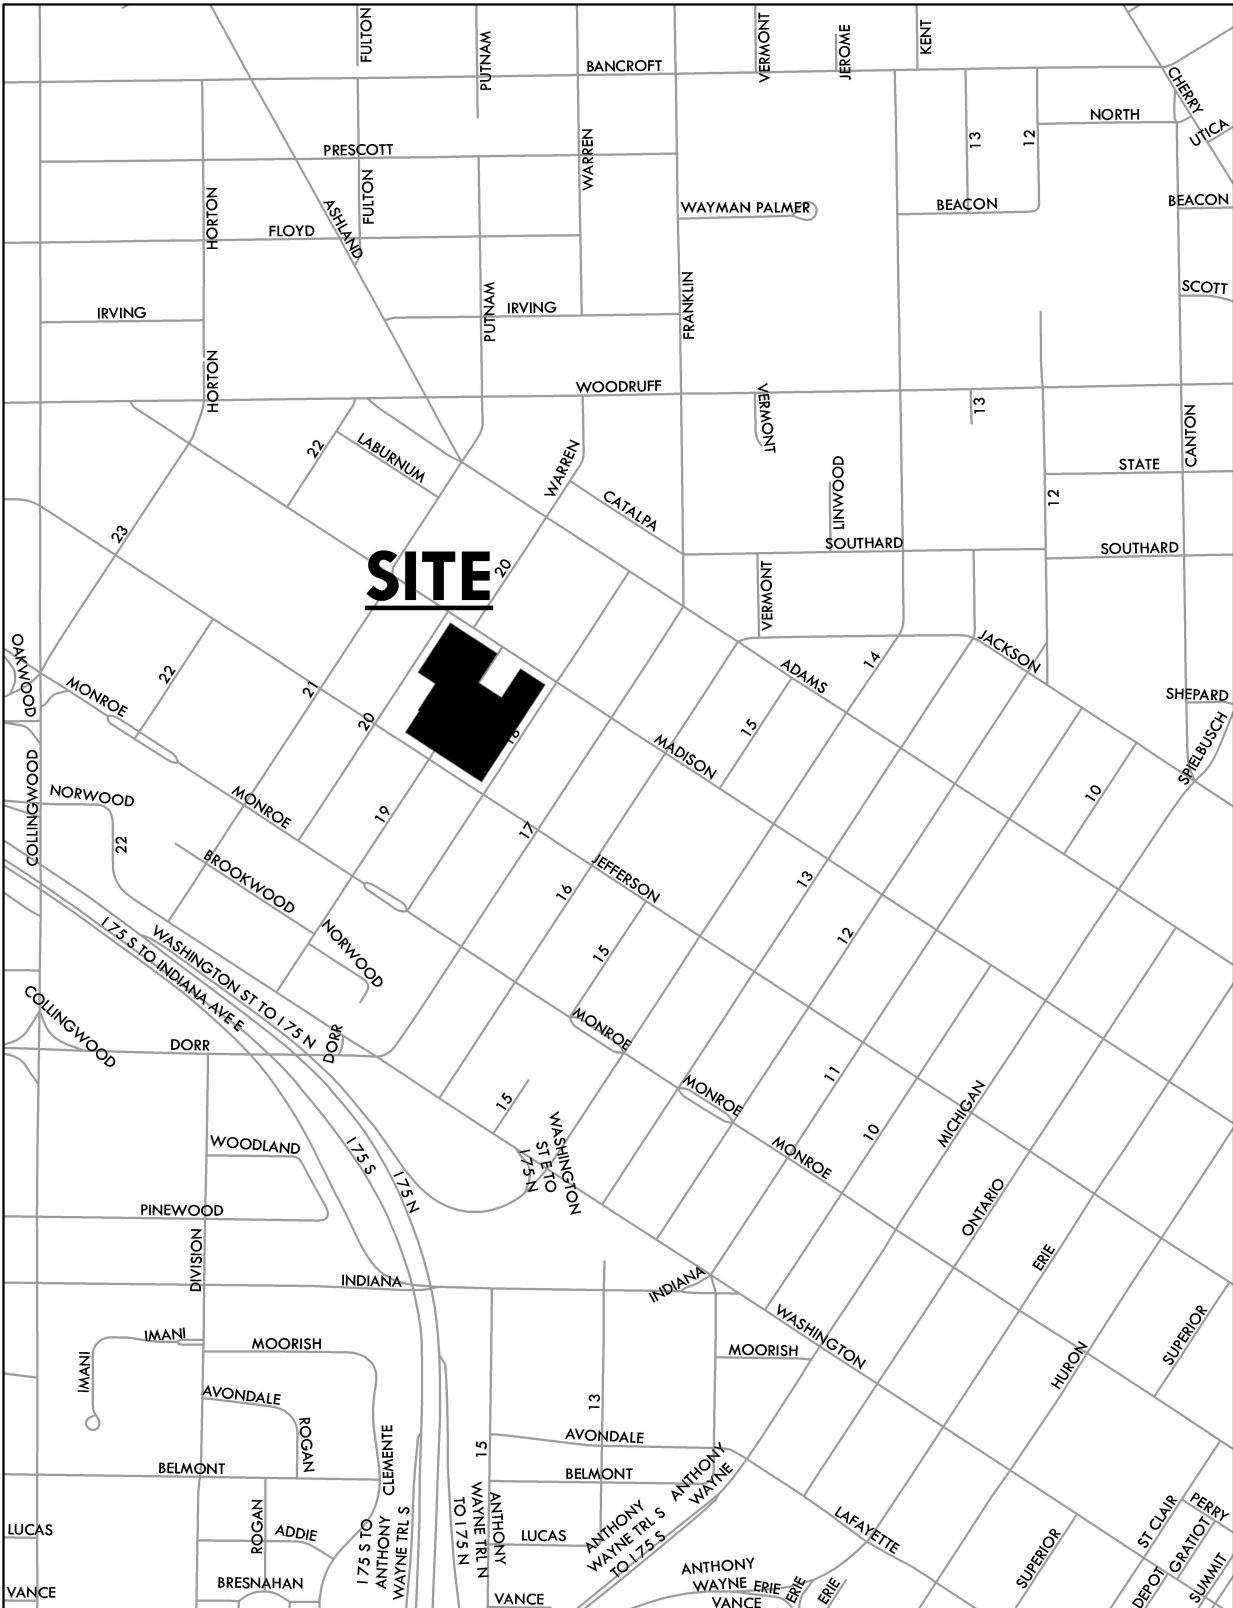 FULTON
PUTNAM
VERMONT
JEROME
KENT
BANCROFT
CHERRY
UTICA
NORTH
13
12
PRESCOTT
WARREN
HORTON
FULTON
ASHLAND
FLOYD
WAYMAN PALMER
BEACON
BEACON
IRVING
PUTNAM
IRVING
FRANKLIN
SCOTT
HORTON
WOODRUFF
VERMONT
13
CANTON
22
LABURNUM
WARREN
CATALPA
LINWOOD
STATE
12
23
SITE
20
SOUTHARD
SOUTHARD
VERMONT
OAKWOOD
MONROE
22
21
20
18
14
ADAMS
JACKSON
SHEPARD
SPIELBUSCH
15
MADISON
COLLINGWOOD
NORWOOD
22
MONROE
19
17
10
BROOKWOOD
JEFFERSON
16
13
NORWOOD
15
12
I 75 S TO INDIANA AVE E
WASHINGTON ST TO I 75 N
COLLINGWOOD
DORR
DORR
MONROE
15
MONROE
11
10
MICHIGAN
WOODLAND
I 75 S
I 75 N
WASHINGTON
ST E TO
I 75 N
MONROE
PINEWOOD
ONTARIO
DIVISION
ERIE
INDIANA
INDIANA
WASHINGTON
SUPERIOR
IMANI
IMANI
MOORISH
MOORISH
HURON
AVONDALE
ROGAN
13
AVONDALE
15
BELMONT
CLEMENTE
BELMONT
ANTHONY
WAYNE
LUCAS
ROGAN
ADDIE
I 75 S TO
ANTHONY
WAYNE TRL S
ANTHONY
WAYNE TRL N
TO I 75 N
LUCAS
ANTHONY
WAYNE TRL S
TO I 75 S
LAFAYETTE
SUPERIOR
ST CLAIR
PERRY
GRATIOT
DEPOT
SUMMIT
VANCE
BRESNAHAN
VANCE
ANTHONY
WAYNE
ERIE
VANCE
ERIE
ERIE